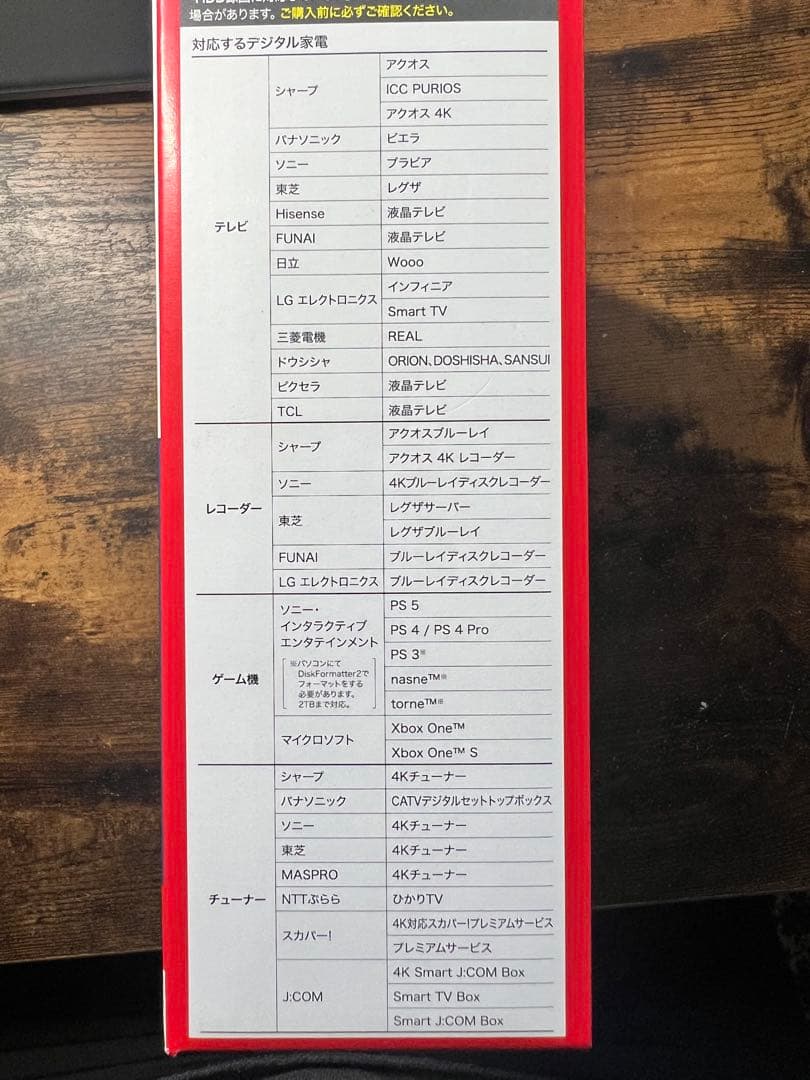 場合があります。ご購入前に必ずご確認ください。
対応するデジタル家電
テレビ
シャープ
アクオス
ICC PURIOS
アクオス 4K
パナソニック
ビエラ
ソニー
ブラビア
東芝
レグザ
Hisense
液晶テレビ
FUNAI
液晶テレビ
日立
Wooo
LG エレクトロニクス
インフィニア
Smart TV
三菱電機
REAL
ドウシシャ
ORION、DOSHISHA、SANSUI
ピクセラ
液晶テレビ
TCL
液晶テレビ
レコーダー
シャープ
アクオスブルーレイ
アクオス 4K レコーダー
ソニー
4Kブルーレイディスクレコーダー
東芝
レグザサーバー
レグザブルーレイ
FUNAI
ブルーレイディスクレコーダー
LG エレクトロニクス
ブルーレイディスクレコーダー
ゲーム機
ソニー・
インタラクティブ
エンタテインメント
※パソコンにて
DiskFormatter2で
フォーマットをする
必要があります。
2TBまで対応。
PS 5
PS 4 / PS 4 Pro
PS 3※
nasne™※
torne™※
マイクロソフト
Xbox One™
Xbox One™ S
チューナー
シャープ
4Kチューナー
パナソニック
CATVデジタルセットトップボックス
ソニー
4Kチューナー
東芝
4Kチューナー
MASPRO
4Kチューナー
NTTぷらら
ひかりTV
スカパー!
4K対応スカパー!プレミアムサービス
プレミアムサービス
J:COM
4K Smart J:COM Box
Smart TV Box
Smart J:COM Box